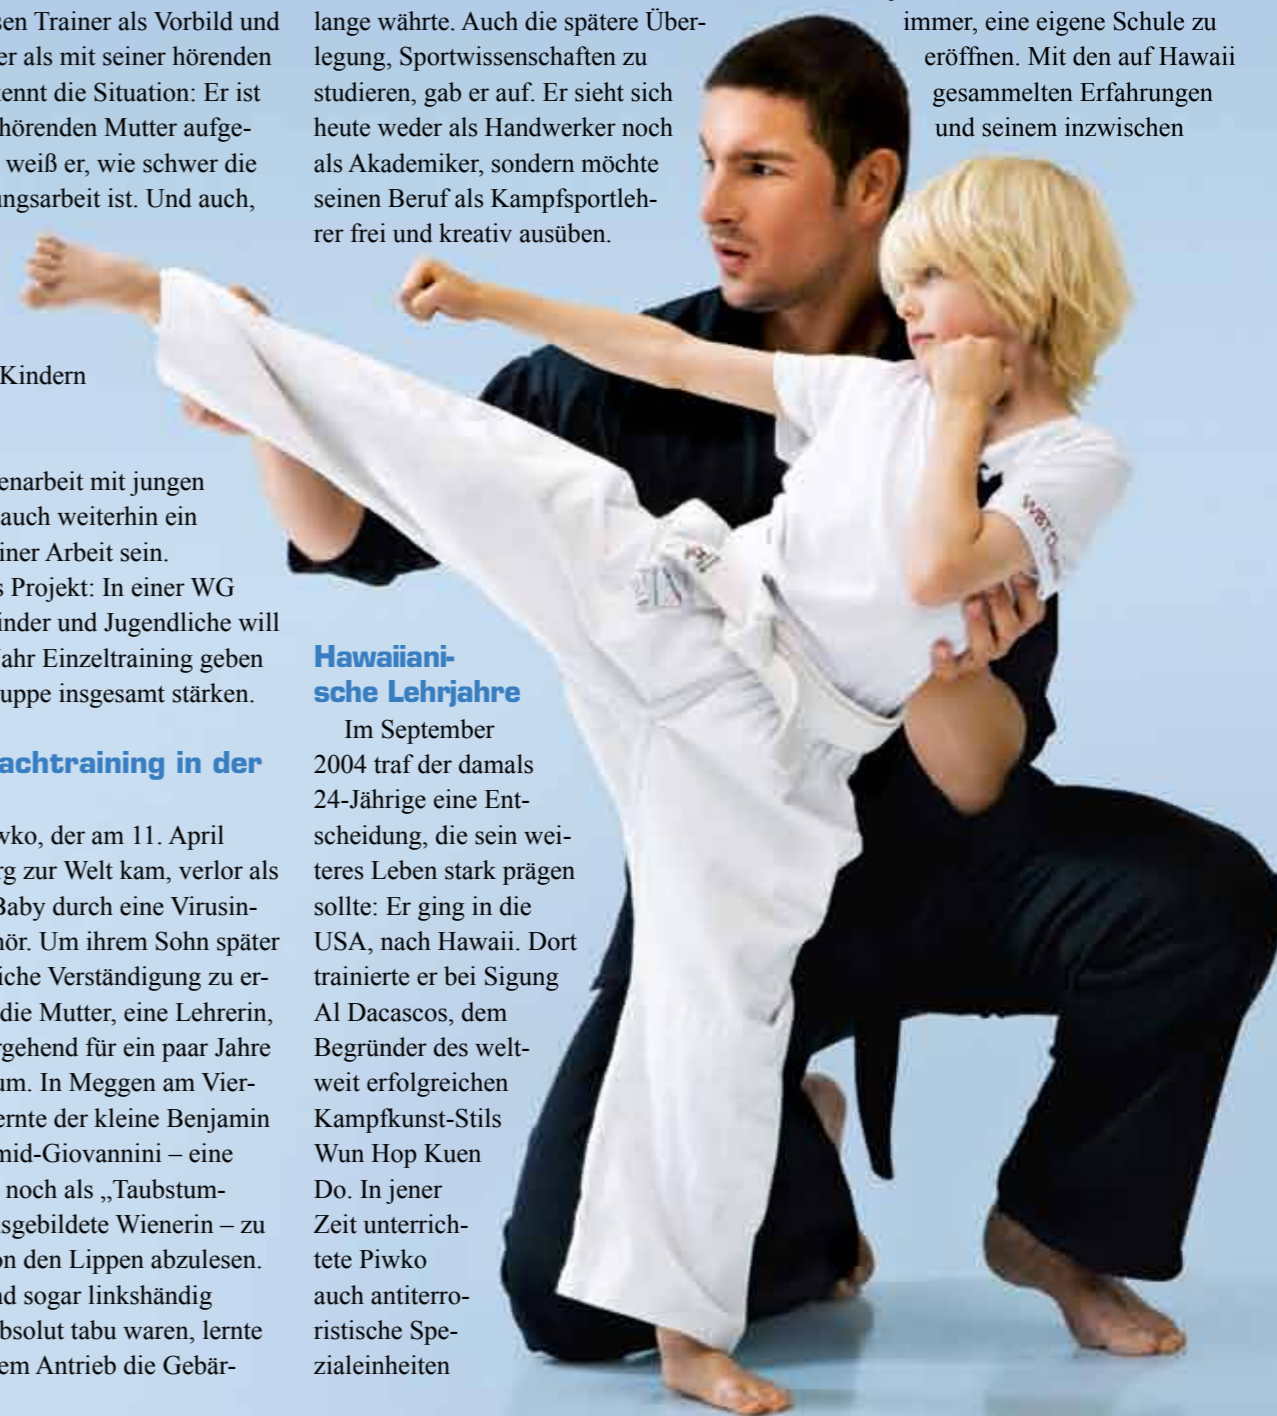 sen Trainer als Vorbild und
er als mit seiner hörenden
kennt die Situation: Er ist
hörenden Mutter aufge-
weiß er, wie schwer die
ungsarbeit ist. Und auch,
Kindern
enarbeit mit jungen
auch weiterhin ein
iner Arbeit sein.
s Projekt: In einer WG
inder und Jugendliche will
Jahr Einzeltraining geben
ruppe insgesamt stärken.
achtraining in der
wko, der am 11. April
rg zur Welt kam, verlor als
Baby durch eine Virusin-
hör. Um ihrem Sohn später
liche Verständigung zu er-
die Mutter, eine Lehrerin,
rgehend für ein paar Jahre
um. In Meggen am Vier-
ernte der kleine Benjamin
mid-Giovannini – eine
noch als „Taubstum-
sgebildete Wienerin – zu
on den Lippen abzulesen.
nd sogar linkshändig
absolut tabu waren, lernte
em Antrieb die Gebär-
lange währte. Auch die spätere Über-
legung, Sportwissenschaften zu
studieren, gab er auf. Er sieht sich
heute weder als Handwerker noch
als Akademiker, sondern möchte
seinen Beruf als Kampfsportleh-
rer frei und kreativ ausüben.
Hawaiiani-
sche Lehrjahre
Im September
2004 traf der damals
24-Jährige eine Ent-
scheidung, die sein wei-
teres Leben stark prägen
sollte: Er ging in die
USA, nach Hawaii. Dort
trainierte er bei Sigung
Al Dacascos, dem
Begründer des welt-
weit erfolgreichen
Kampfkunst-Stils
Wun Hop Kuen
Do. In jener
Zeit unterrich-
tete Piwko
auch antiterro-
ristische Spe-
zialeinheiten
immer, eine eigene Schule zu
eröffnen. Mit den auf Hawaii
gesammelten Erfahrungen
und seinem inzwischen